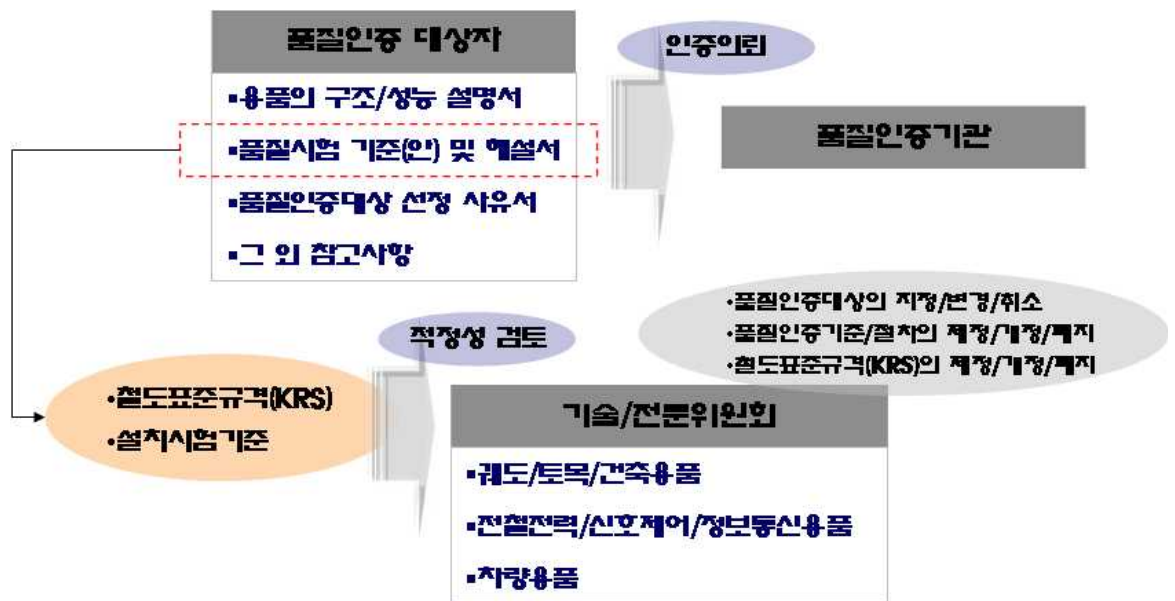 품질인증 대상자
인증의뢰
▪용품의 구조/성능 설명서
▪품질시험 기준(안) 및 해설서
▪품질인증대상 선정 사유서
▪그 외 참고사항
품질인증기관
•품질인증대상의 지정/변경/취소
•품질인증기준/절차의 제정/개정/폐지
•철도표준규격(KRS)의 제정/개정/폐지
적정성 검토
•철도표준규격(KRS)
•설치시험기준
기술/전문위원회
▪궤도/토목/건축용품
▪전철전력/신호제어/정보통신용품
▪차량용품